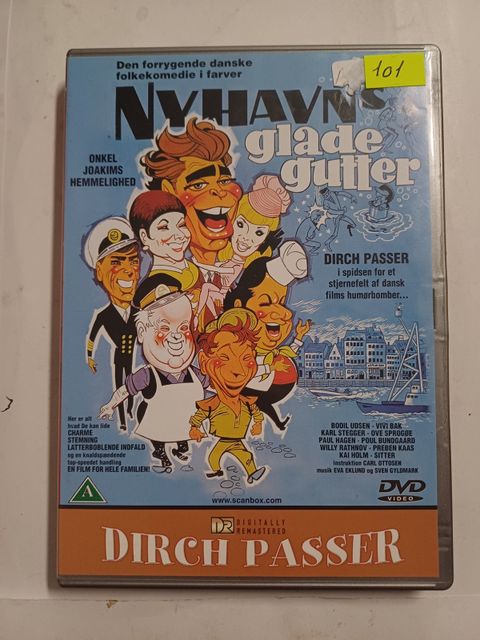 Den forrygende danske
folkekomedie i farver
101
NYHAVNS
glade
gutter
ONKEL
JOAKIMS
HEMMELIGHED
DIRCH PASSER
i spidsen for et
stjernefelt af dansk
films humørbomber...
Her er alt
hvad De kan lide
CHARME
STEMNING
LATTERBOBLENDE INDFALD
og en knaldspændende
top-speedet handling
EN FILM FOR HELE FAMILIEN!
BODIL UDSEN - VIVI BAK
KARL STEGGER - OVE SPROGØE
PAUL HAGEN - POUL BUNDGAARD
WILLY RATHNOV - PREBEN KAAS
KAI HOLM - SITTER
instruktion CARL OTTOSEN
musik EVA EKLUND og SVEN GYLDMARK
A
www.scanbox.com
DVD
VIDEO
DR DIGITALLY
REMASTERED
DIRCH PASSER